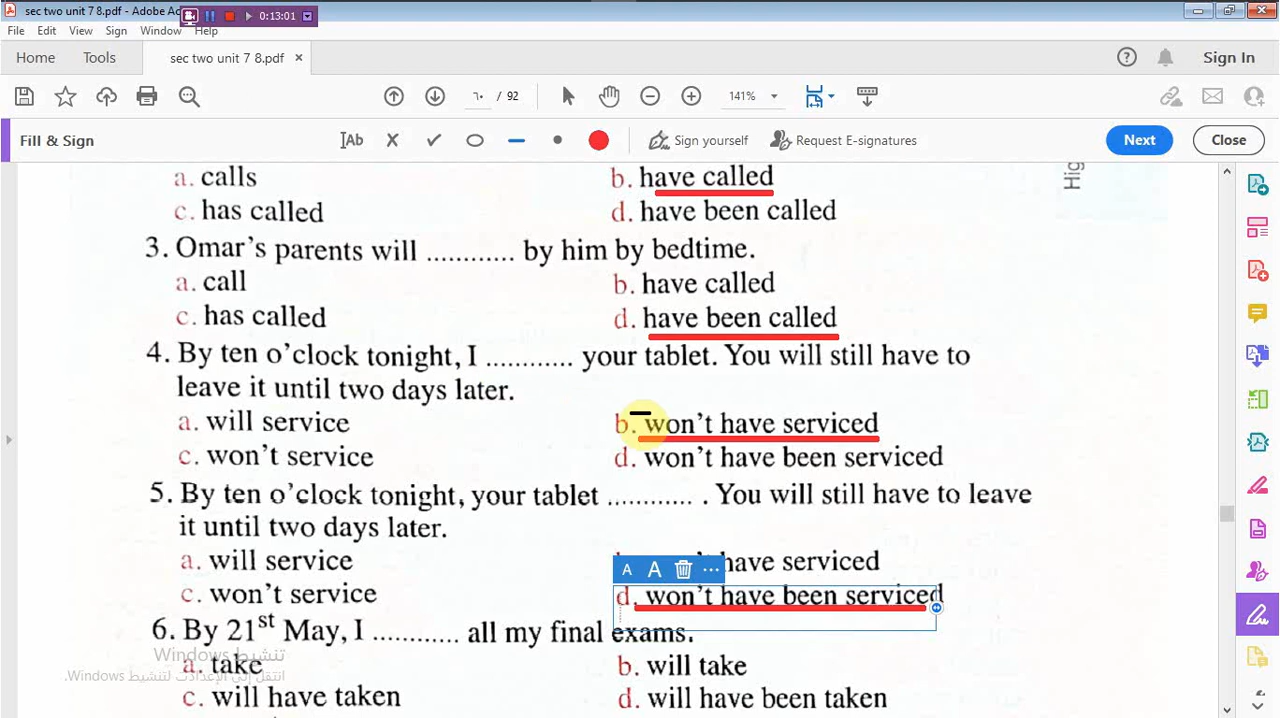 sec two unit 7 8.pdf - Adobe Ac
0:13:01
File Edit View Sign Window Help
Home Tools sec two unit 7 8.pdf × Sign In
/ 92 141%
Fill & Sign Ab Sign yourself Request E-signatures Next Close
a. calls b. have called
c. has called d. have been called
3. Omar's parents will ............ by him by bedtime.
a. call b. have called
c. has called d. have been called
4. By ten o'clock tonight, I ............ your tablet. You will still have to
leave it until two days later.
a. will service b. won't have serviced
c. won't service d. won't have been serviced
5. By ten o'clock tonight, your tablet ............ . You will still have to leave
it until two days later.
a. will service have serviced
A A ...
c. won't service d. won't have been serviced
6. By 21st May, I ............ all my final exams.
تنشيط Windows
a. take b. will take
انتقل إلى الإعدادات لتنشيط Windows.
c. will have taken d. will have been taken